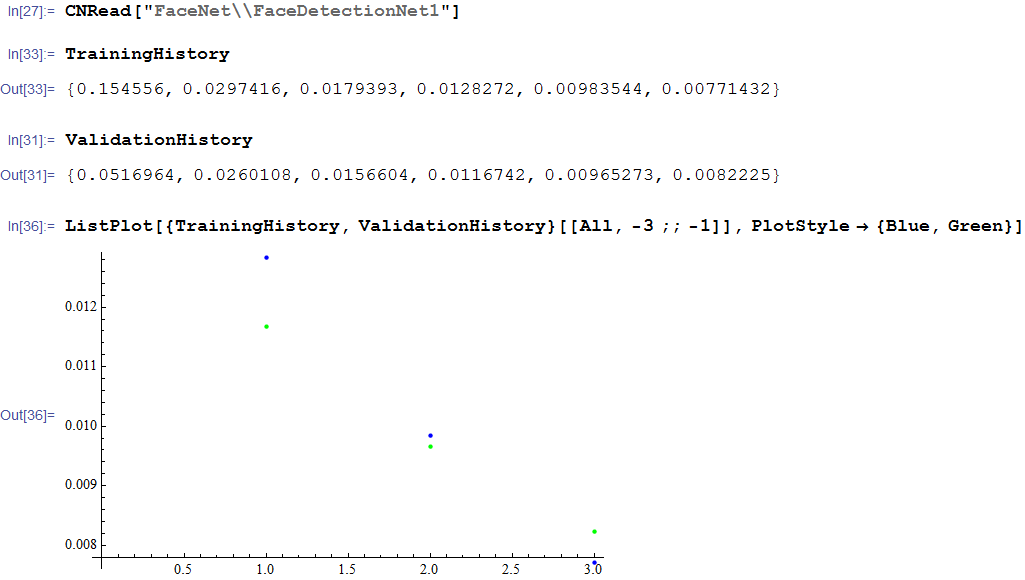 In[27]:= CNRead["FaceNet\\FaceDetectionNet1"]
In[33]:= TrainingHistory
Out[33]= {0.154556, 0.0297416, 0.0179393, 0.0128272, 0.00983544, 0.00771432}
In[31]:= ValidationHistory
Out[31]= {0.0516964, 0.0260108, 0.0156604, 0.0116742, 0.00965273, 0.0082225}
In[36]:= ListPlot[{TrainingHistory, ValidationHistory}[[All, -3 ;; -1]], PlotStyle → {Blue, Green}]
0.012
0.011
Out[36]=
0.010
0.009
0.008
0.5 1.0 1.5 2.0 2.5 3.0